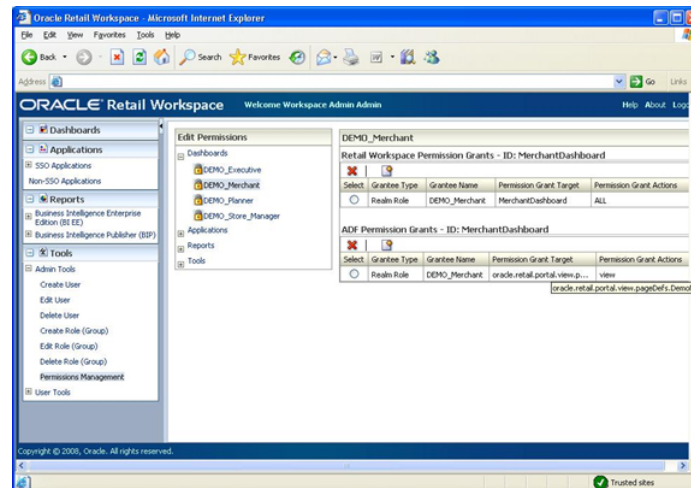 Oracle Retail Workspace - Microsoft Internet Explorer
File Edit View Favorites Tools Help
Back Search Favorites
Address Go Links
ORACLE Retail Workspace Welcome Workspace Admin Admin Help About Logo
Dashboards
Applications
SSO Applications
Non-SSO Applications
Reports
Business Intelligence Enterprise
Edition (BI EE)
Business Intelligence Publisher (BIP)
Tools
Admin Tools
Create User
Edit User
Delete User
Create Role (Group)
Edit Role (Group)
Delete Role (Group)
Permissions Management
User Tools
Edit Permissions
Dashboards
DEMO_Executive
DEMO_Merchant
DEMO_Planner
DEMO_Store_Manager
Applications
Reports
Tools
DEMO_Merchant
Retail Workspace Permission Grants - ID: MerchantDashboard
Select Grantee Type Grantee Name Permission Grant Target Permission Grant Actions
Realm Role DEMO_Merchant MerchantDashboard ALL
ADF Permission Grants - ID: MerchantDashboard
Select Grantee Type Grantee Name Permission Grant Target Permission Grant Actions
Realm Role DEMO_Merchant oracle.retail.portal.view.p... view
oracle.retail.portal.view.pageDefs.Demo
Copyright © 2008, Oracle. All rights reserved.
Trusted sites